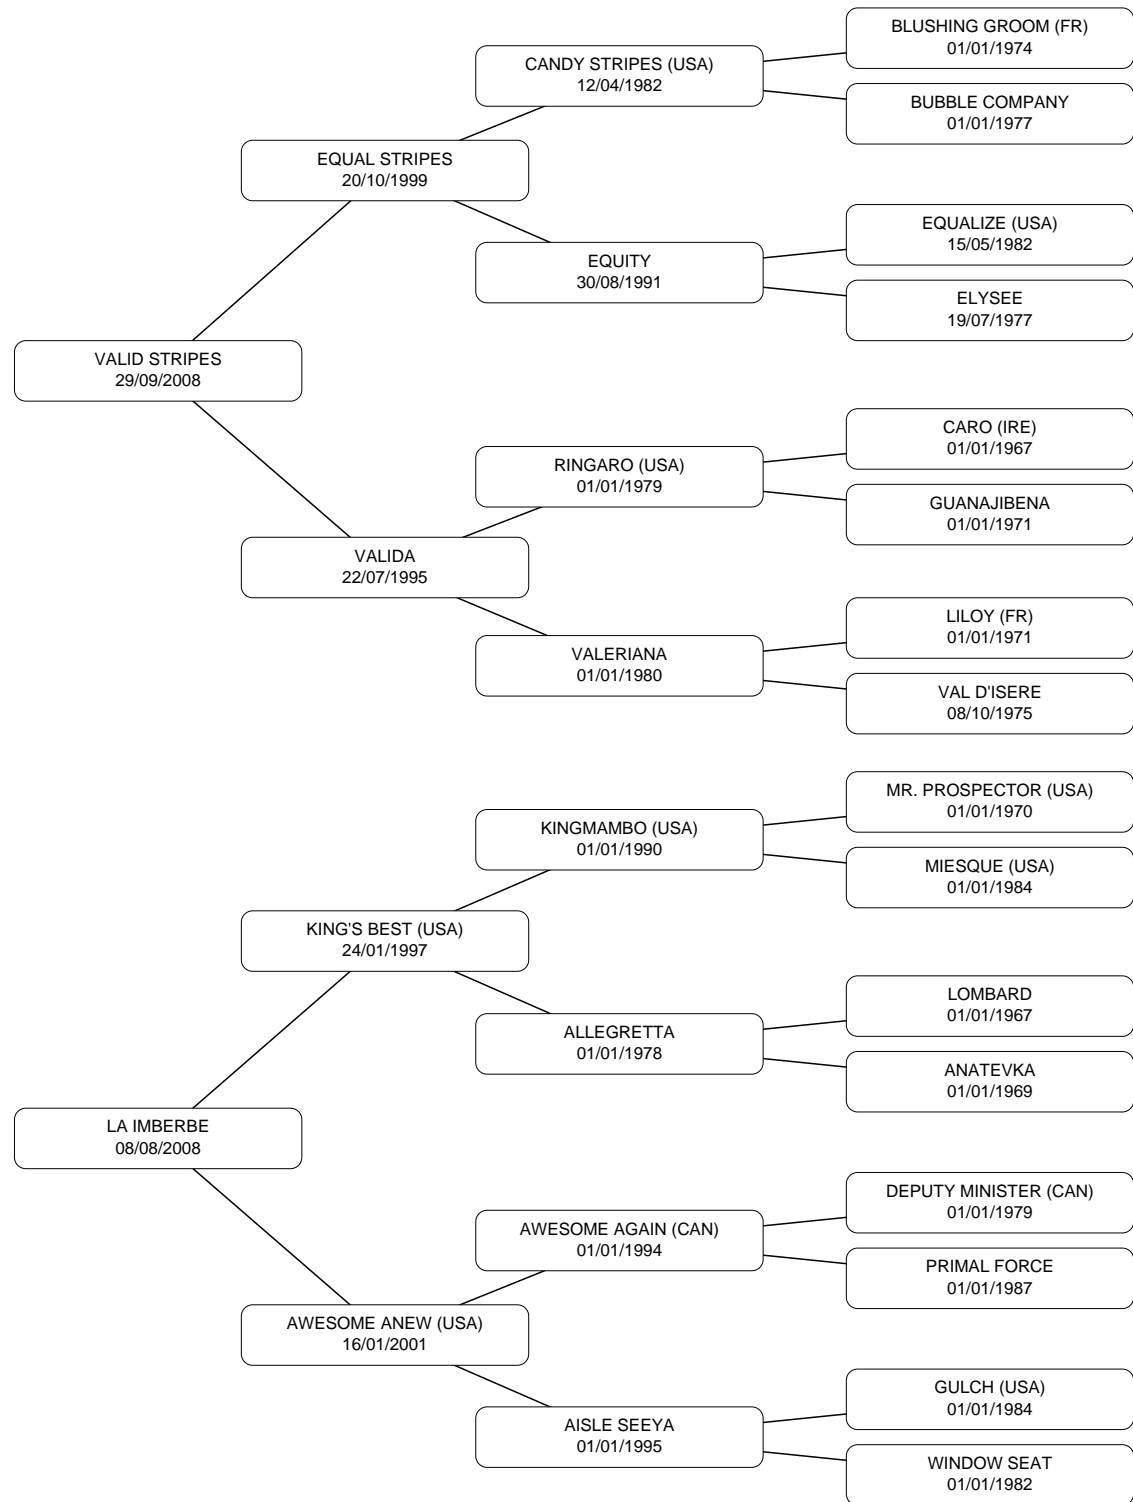 BLUSHING GROOM (FR)
01/01/1974
CANDY STRIPES (USA)
12/04/1982
BUBBLE COMPANY
01/01/1977
EQUAL STRIPES
20/10/1999
EQUALIZE (USA)
15/05/1982
EQUITY
30/08/1991
ELYSEE
19/07/1977
VALID STRIPES
29/09/2008
CARO (IRE)
01/01/1967
RINGARO (USA)
01/01/1979
GUANAJIBENA
01/01/1971
VALIDA
22/07/1995
LILOY (FR)
01/01/1971
VALERIANA
01/01/1980
VAL D'ISERE
08/10/1975
MR. PROSPECTOR (USA)
01/01/1970
KINGMAMBO (USA)
01/01/1990
MIESQUE (USA)
01/01/1984
KING'S BEST (USA)
24/01/1997
LOMBARD
01/01/1967
ALLEGRETTA
01/01/1978
ANATEVKA
01/01/1969
LA IMBERBE
08/08/2008
DEPUTY MINISTER (CAN)
01/01/1979
AWESOME AGAIN (CAN)
01/01/1994
PRIMAL FORCE
01/01/1987
AWESOME ANEW (USA)
16/01/2001
GULCH (USA)
01/01/1984
AISLE SEEYA
01/01/1995
WINDOW SEAT
01/01/1982